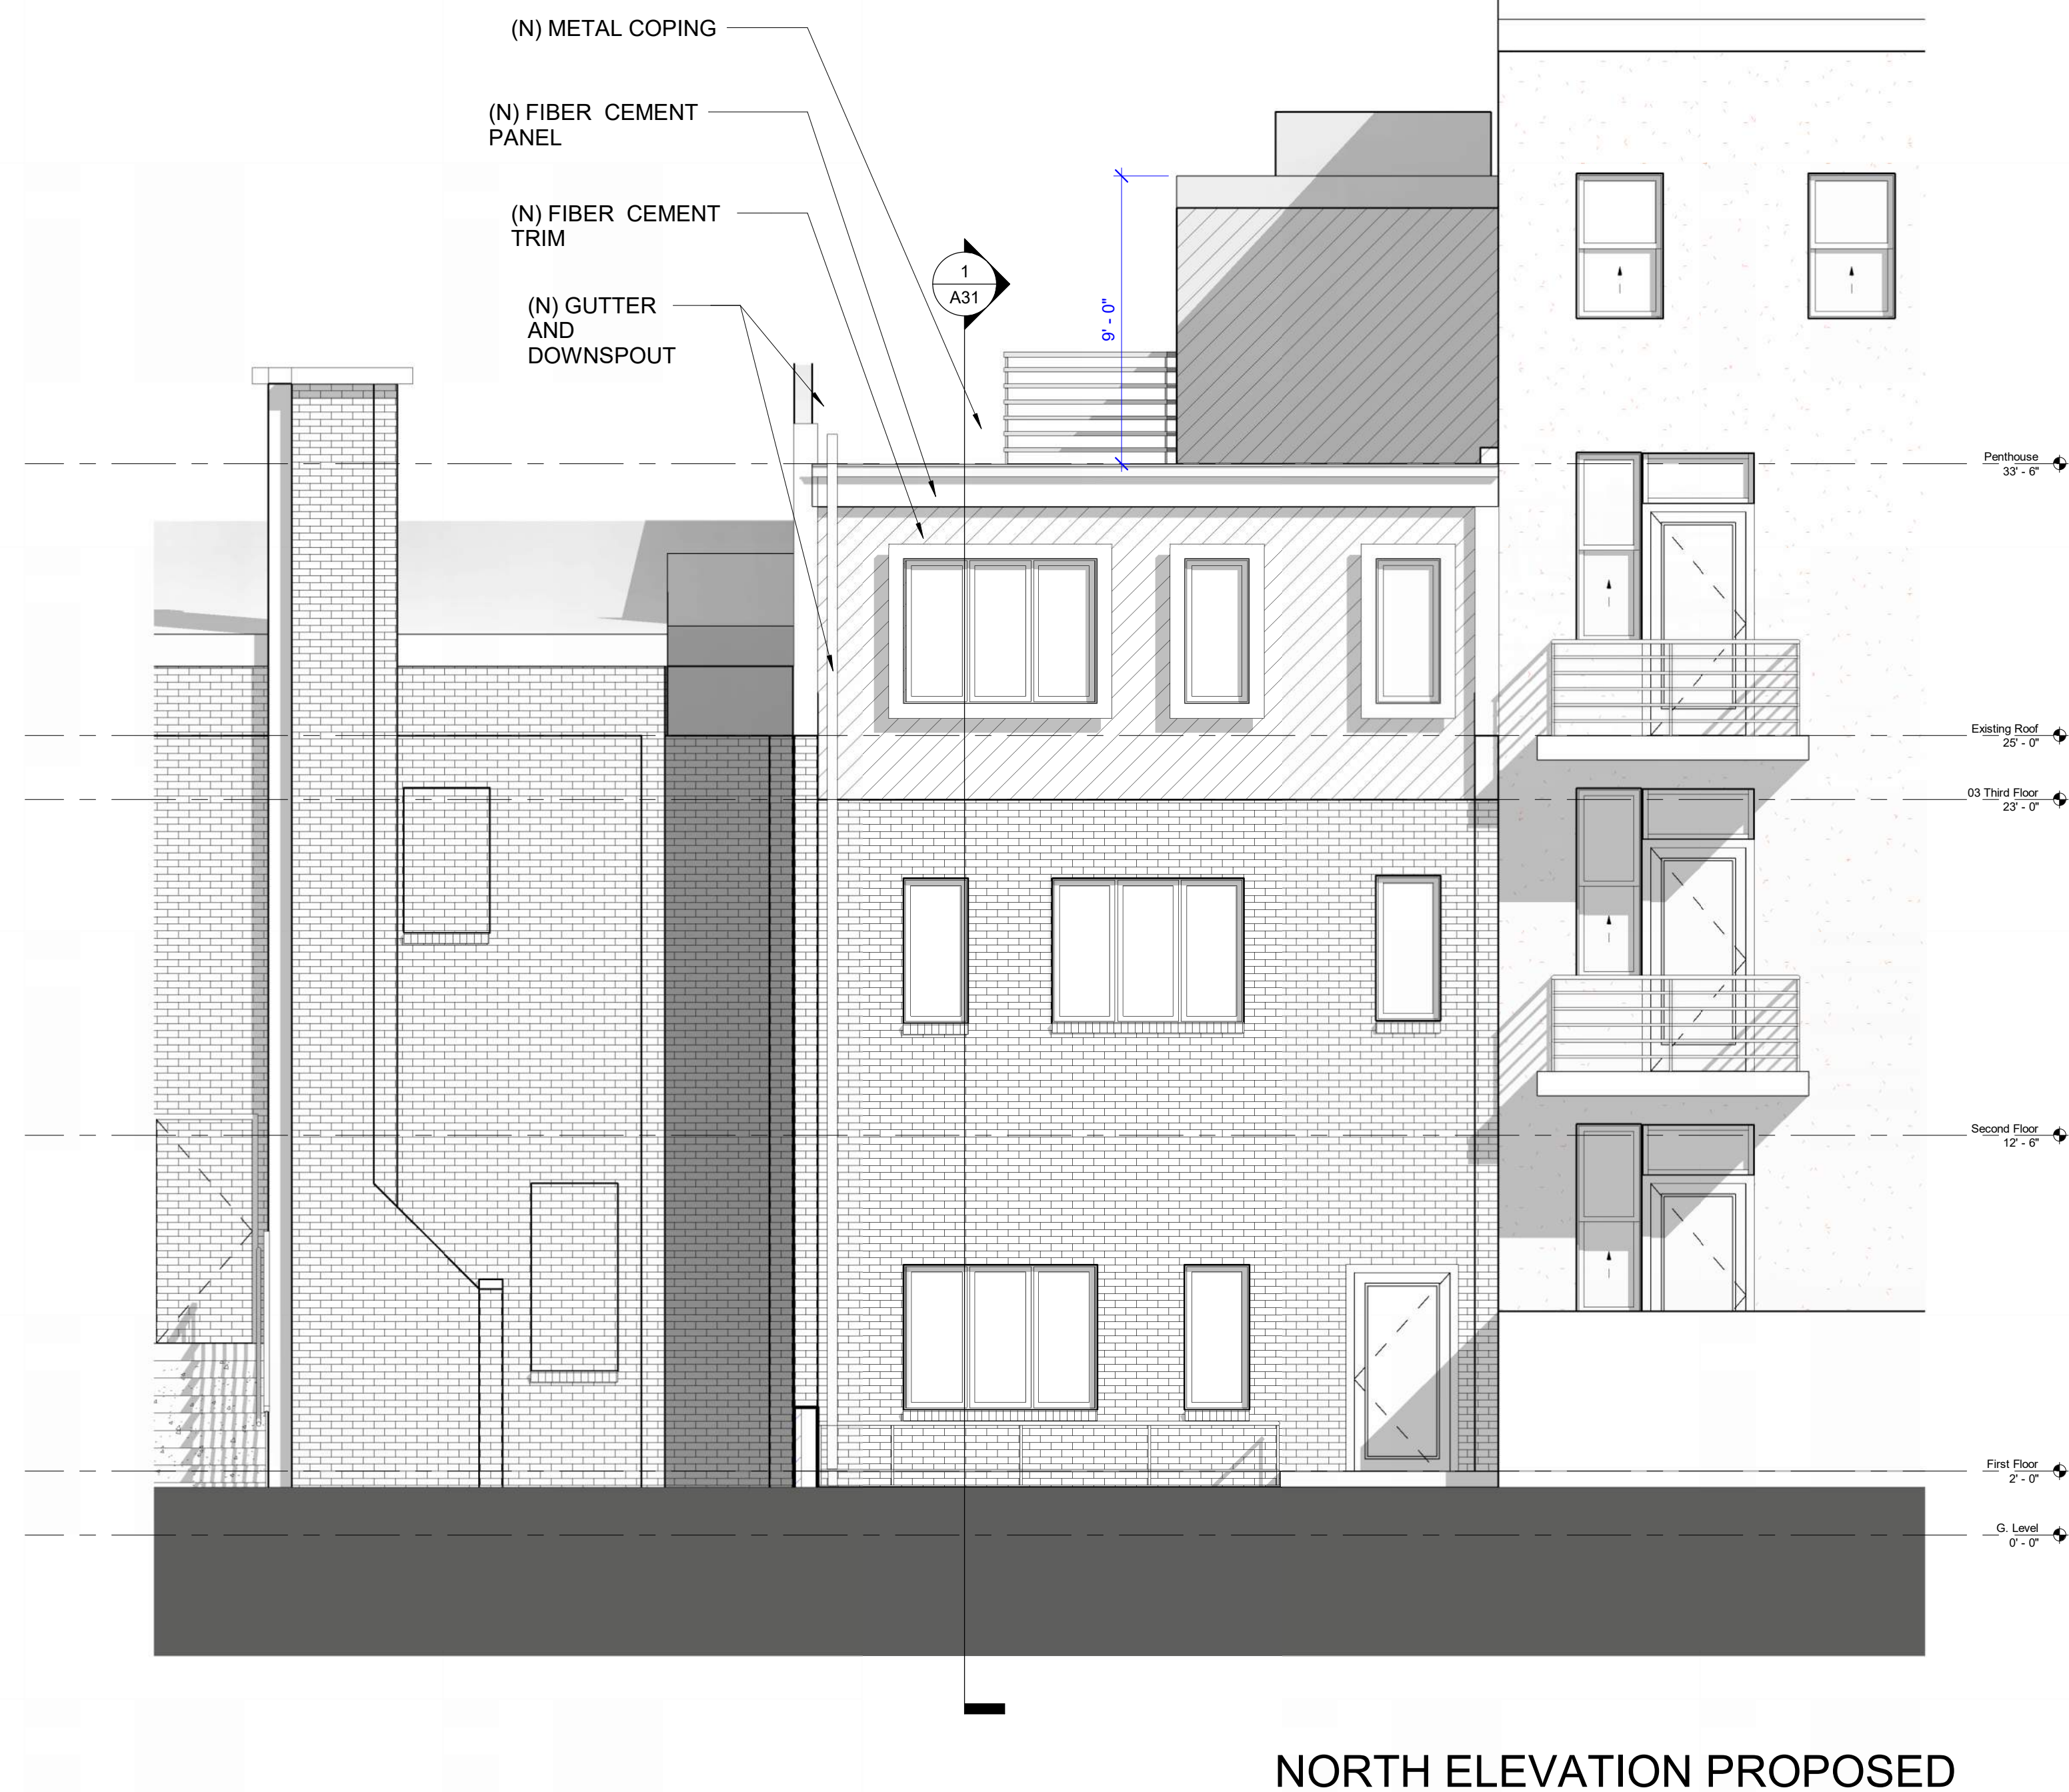 (N) METAL COPING
(N) FIBER CEMENT
PANEL
(N) FIBER CEMENT
TRIM
(N) GUTTER
AND
DOWNSPOUT
1
A31
9' - 0"
Penthouse
33' - 6"
Existing Roof
25' - 0"
03 Third Floor
23' - 0"
Second Floor
12' - 6"
First Floor
2' - 0"
G. Level
0' - 0"
NORTH ELEVATION PROPOSED